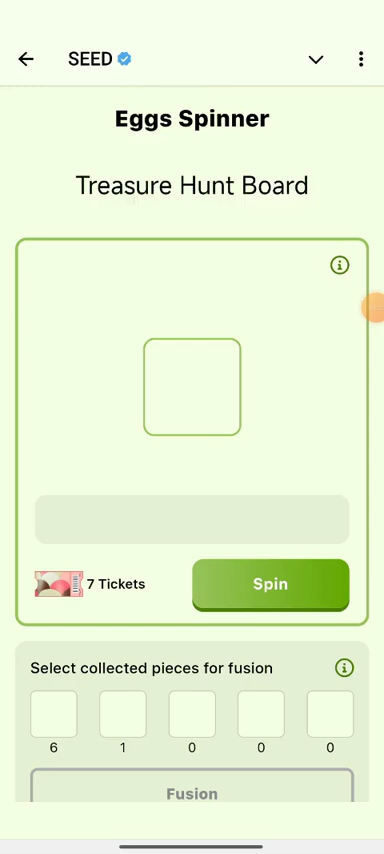 SEED
Eggs Spinner
Treasure Hunt Board
7 Tickets
Spin
Select collected pieces for fusion
6 1 0 0 0
Fusion